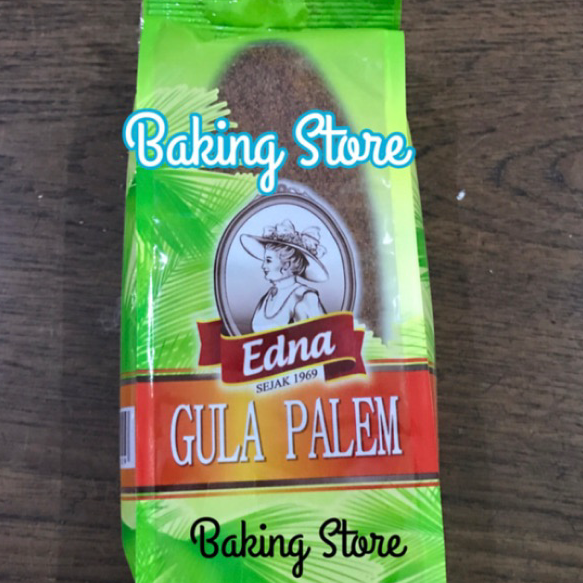 Baking Store
Edna
SEJAK 1969
GULA PALEM
Baking Store